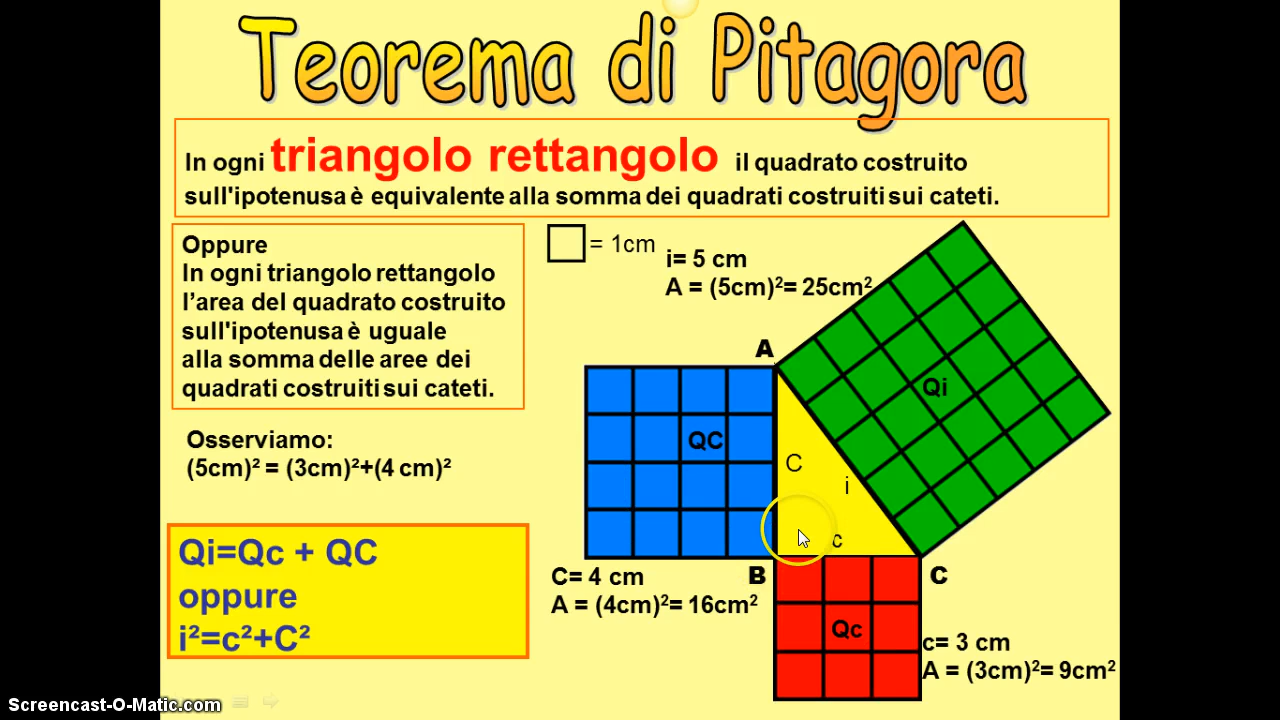 Teorema di Pitagora
In ogni triangolo rettangolo il quadrato costruito
sull'ipotenusa è equivalente alla somma dei quadrati costruiti sui cateti.
Oppure
In ogni triangolo rettangolo
l’area del quadrato costruito
sull'ipotenusa è uguale
alla somma delle aree dei
quadrati costruiti sui cateti.
= 1cm
i= 5 cm
A = (5cm)²= 25cm²
A
Qi
QC
C
i
c
Osserviamo:
(5cm)² = (3cm)²+(4 cm)²
Qi=Qc + QC
oppure
i²=c²+C²
C= 4 cm
A = (4cm)²= 16cm²
B
C
Qc
c= 3 cm
A = (3cm)²= 9cm²
Screencast-O-Matic.com